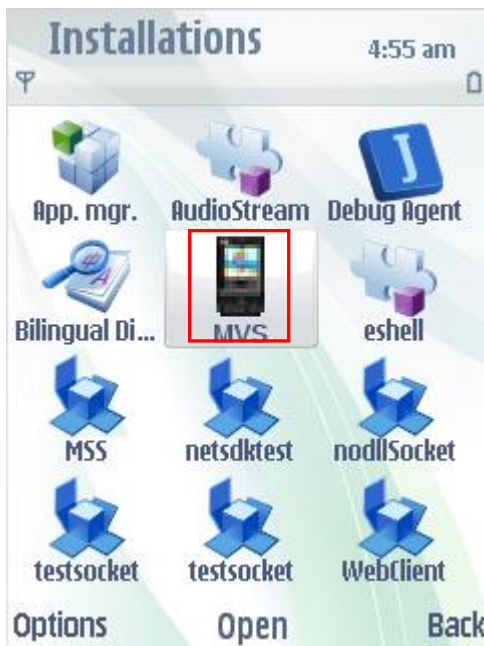 Installations
4:55 am
App. mgr. AudioStream Debug Agent
Bilingual Di... MVS eshell
MSS netsdktest nodllSocket
testsocket testsocket WebClient
Options Open Back